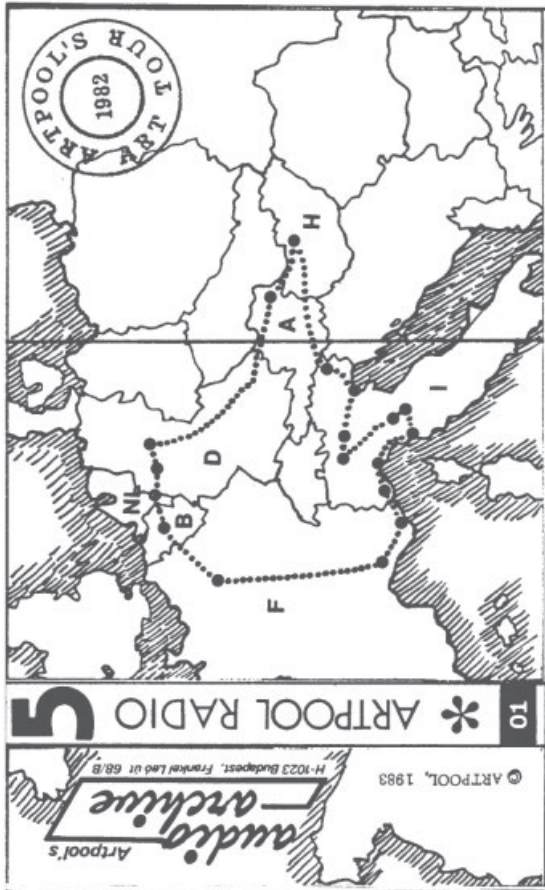 ARTPOOL'S
ART TOUR
1982
H
A
I
D
NL
B
F
5 ARTPOOL RADIO * 01
Artpool's
audio
archive
H-1023 Budapest, Frankel Leó út 68/B
© ARTPOOL, 1983